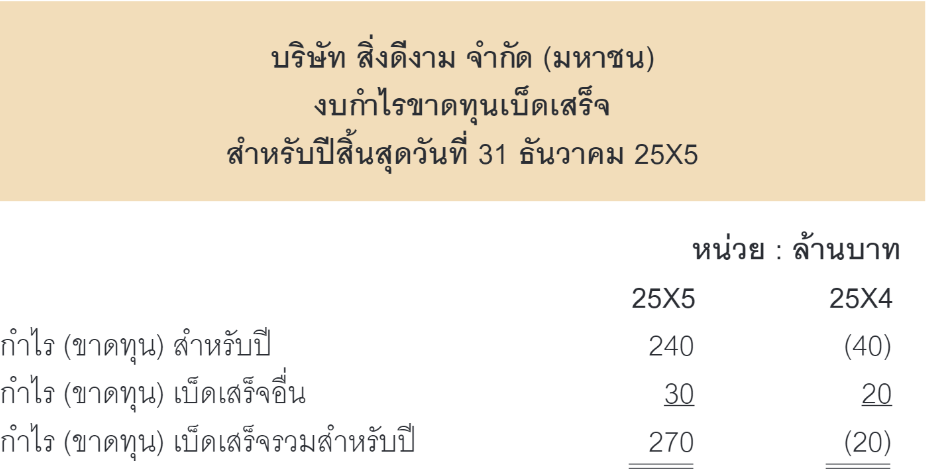 บริษัท สิ่งดีงาม จำกัด (มหาชน)
งบกำไรขาดทุนเบ็ดเสร็จ
สำหรับปีสิ้นสุดวันที่ 31 ธันวาคม 25X5
หน่วย : ล้านบาท
25X5 25X4
กำไร (ขาดทุน) สำหรับปี 240 (40)
กำไร (ขาดทุน) เบ็ดเสร็จอื่น 30 20
กำไร (ขาดทุน) เบ็ดเสร็จรวมสำหรับปี 270 (20)